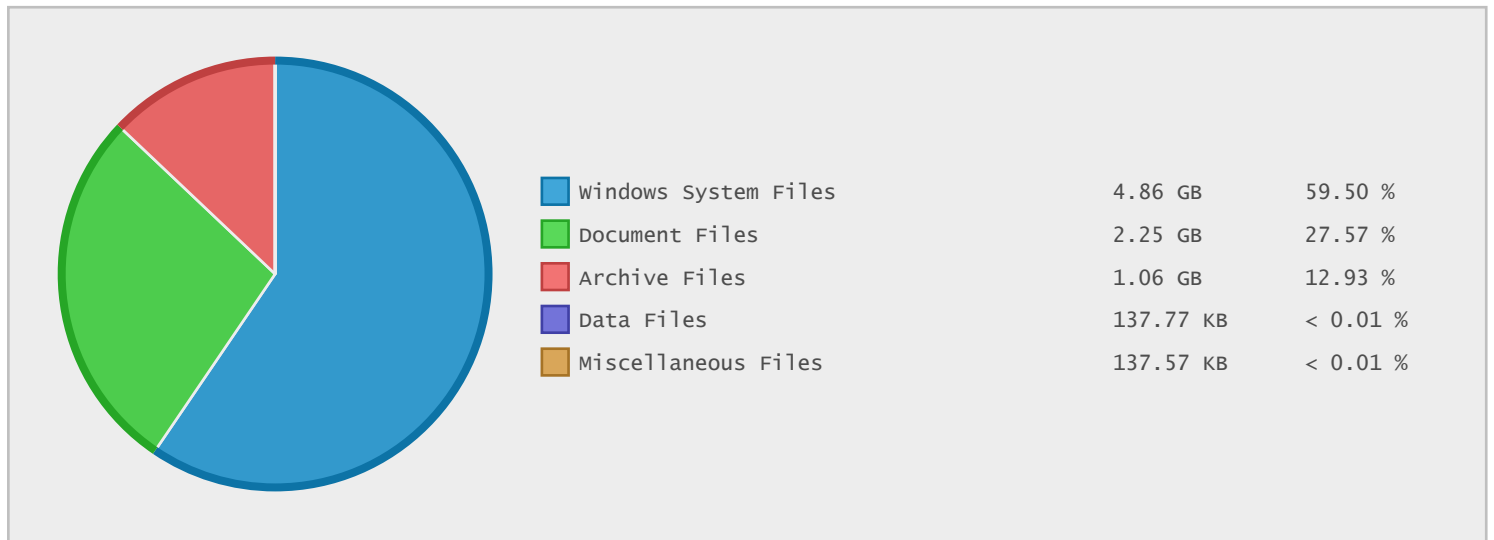 Windows System Files 4.86 GB 59.50 %
Document Files 2.25 GB 27.57 %
Archive Files 1.06 GB 12.93 %
Data Files 137.77 KB < 0.01 %
Miscellaneous Files 137.57 KB < 0.01 %